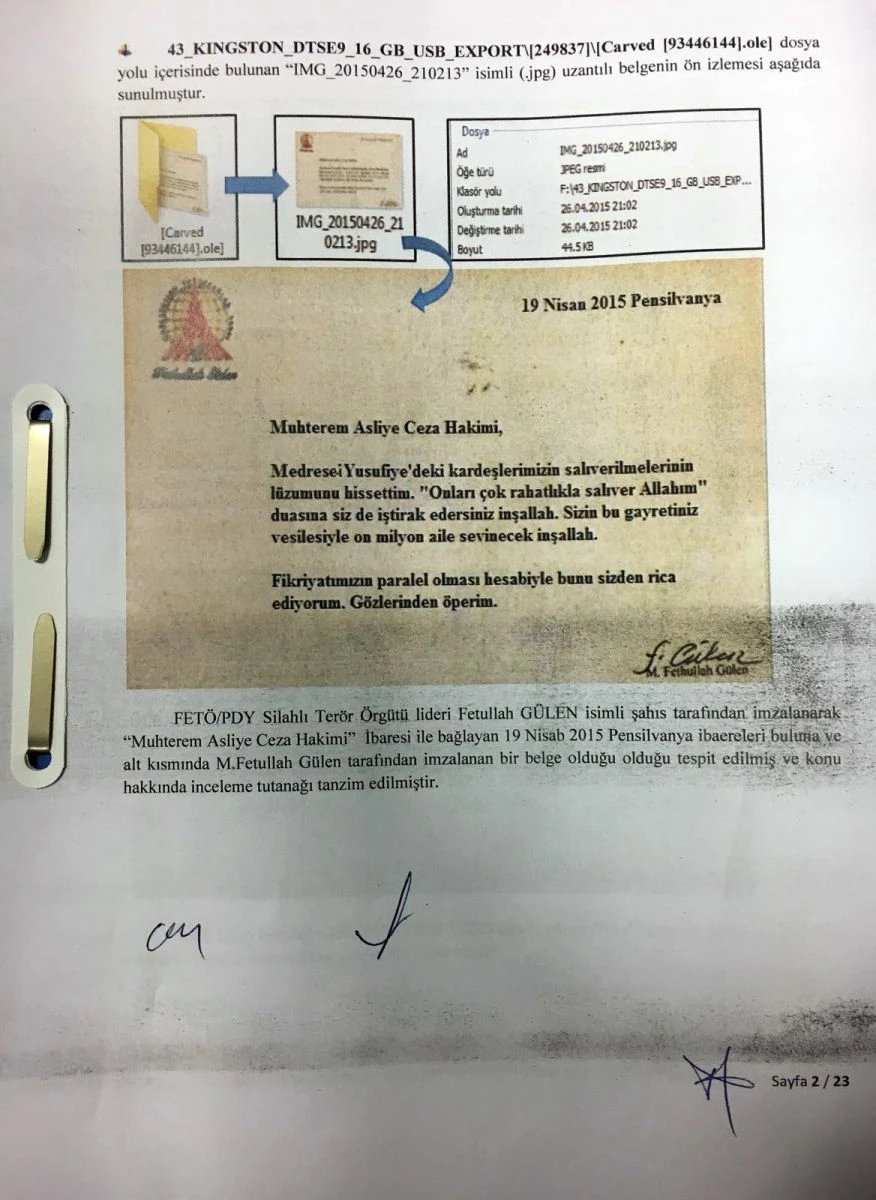 43_KINGSTON_DTSE9_16_GB_USB_EXPORT\[249837]\[Carved [93446144].ole] dosya
yolu içerisinde bulunan “IMG_20150426_210213” isimli (.jpg) uzantılı belgenin ön izlemesi aşağıda
sunulmuştur.
[Carved
[93446144].ole]
IMG_20150426_21
0213.jpg
Dosya
Ad IMG_20150426_210213.jpg
Öğe türü JPEG resmi
Klasör yolu F:\43_KINGSTON_DTSE9_16_GB_USB_EXP...
Oluşturma tarihi 26.04.2015 21:02
Değiştirme tarihi 26.04.2015 21:02
Boyut 44.5 KB
19 Nisan 2015 Pensilvanya
Fethullah Gülen
Muhterem Asliye Ceza Hakimi,
Medresei Yusufiye'deki kardeşlerimizin salıverilmelerinin
lüzumunu hissettim. "Onları çok rahatlıkla salıver Allahım"
duasına siz de iştirak edersiniz inşallah. Sizin bu gayretiniz
vesilesiyle on milyon aile sevinecek inşallah.
Fikriyatımızın paralel olması hesabiyle bunu sizden rica
ediyorum. Gözlerinden öperim.
f. Gülen
M. Fethullah Gülen
FETÖ/PDY Silahlı Terör Örgütü lideri Fetullah GÜLEN isimli şahıs tarafından imzalanarak
“Muhterem Asliye Ceza Hakimi” İbaresi ile bağlayan 19 Nisab 2015 Pensilvanya ibaereleri buluna ve
alt kısmında M.Fetullah Gülen tarafından imzalanan bir belge olduğu olduğu tespit edilmiş ve konu
hakkında inceleme tutanağı tanzim edilmiştir.
Sayfa 2 / 23